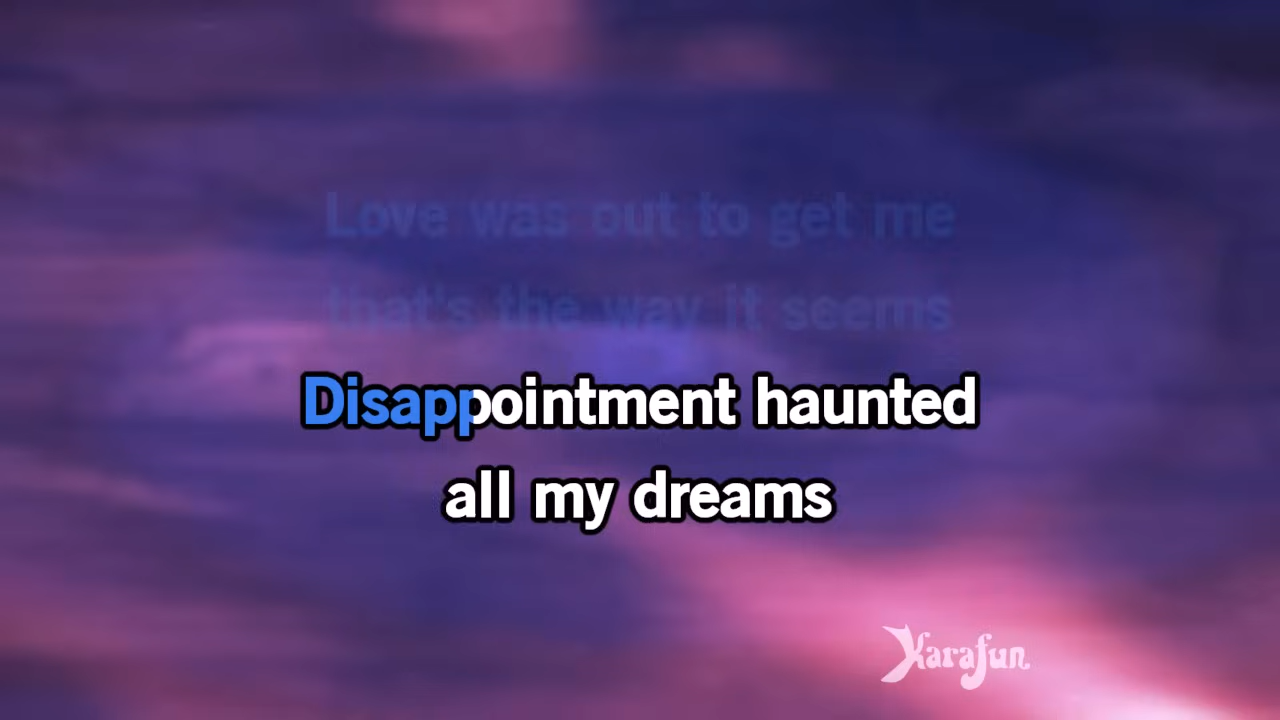 Love was out to get me
that's the way it seems
Disappointment haunted
all my dreams
Karafun